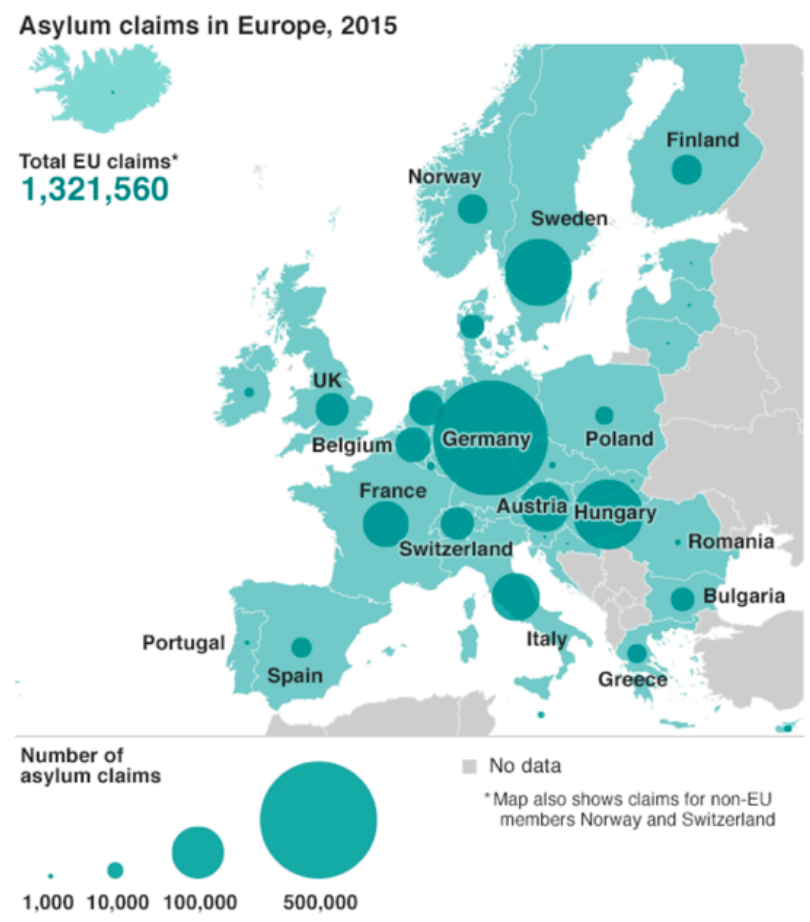 Asylum claims in Europe, 2015
Total EU claims*
1,321,560
Finland
Norway
Sweden
UK
Belgium
Germany
Poland
France
Austria
Hungary
Switzerland
Romania
Bulgaria
Portugal
Spain
Italy
Greece
Number of
asylum claims
1,000
10,000
100,000
500,000
No data
*Map also shows claims for non-EU
members Norway and Switzerland